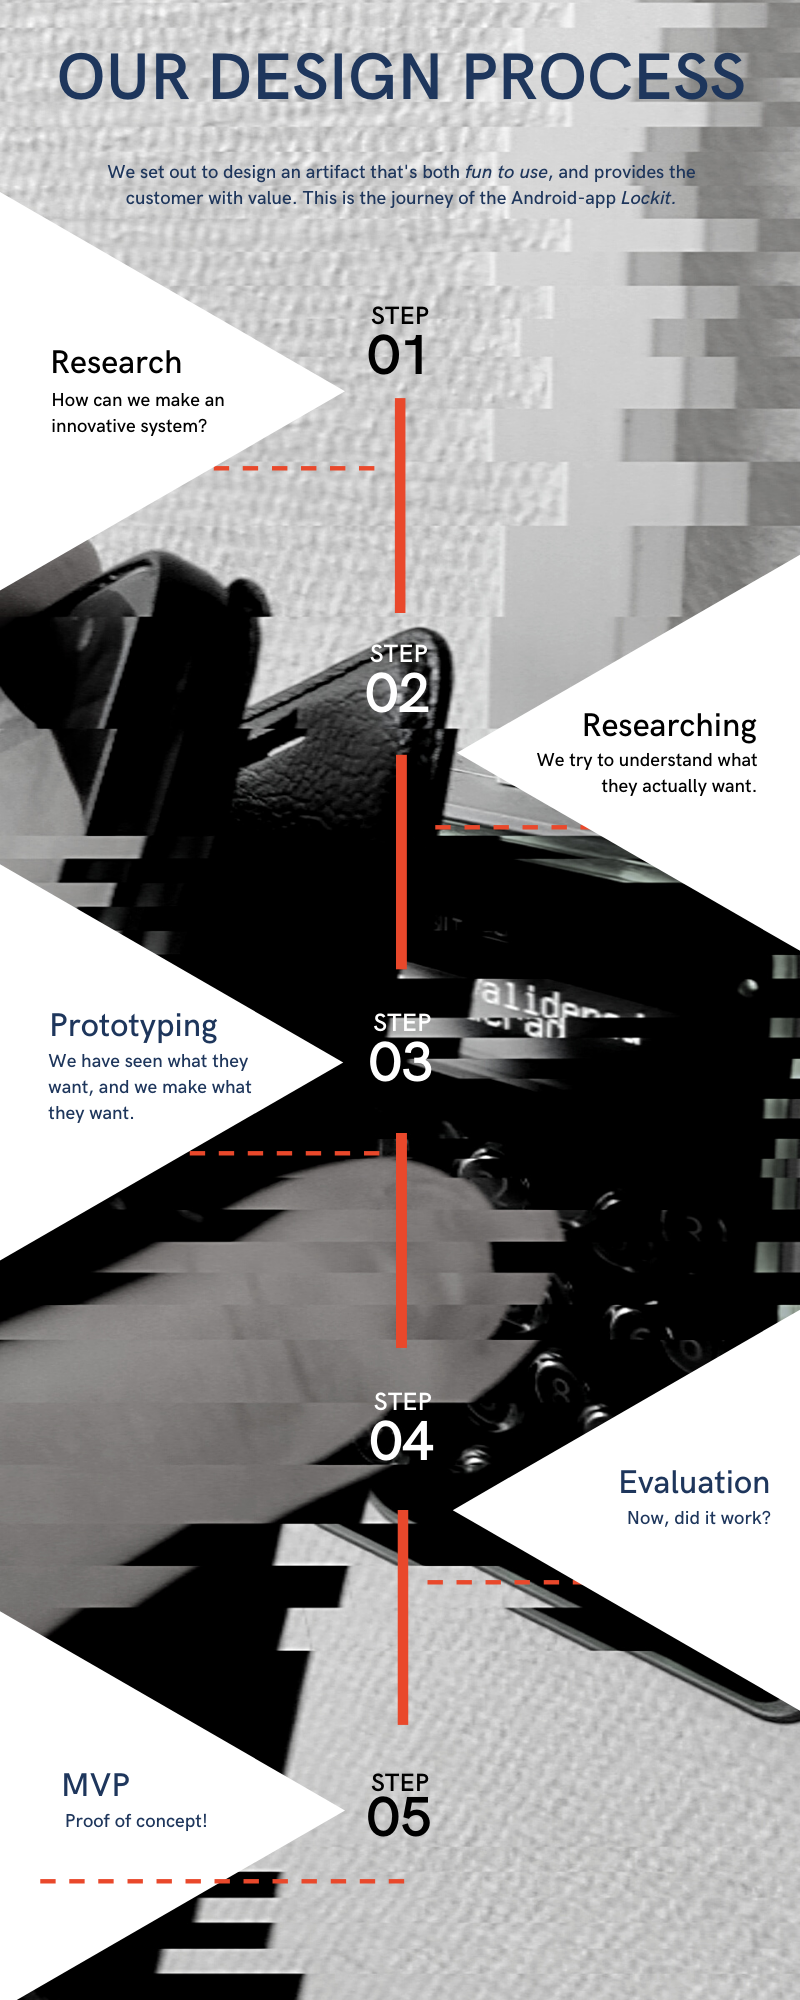 OUR DESIGN PROCESS
We set out to design an artifact that's both fun to use, and provides the
customer with value. This is the journey of the Android-app Lockit.
STEP
01
Research
How can we make an
innovative system?
STEP
02
Researching
We try to understand what
they actually want.
STEP
03
Prototyping
We have seen what they
want, and we make what
they want.
STEP
04
Evaluation
Now, did it work?
STEP
05
MVP
Proof of concept!